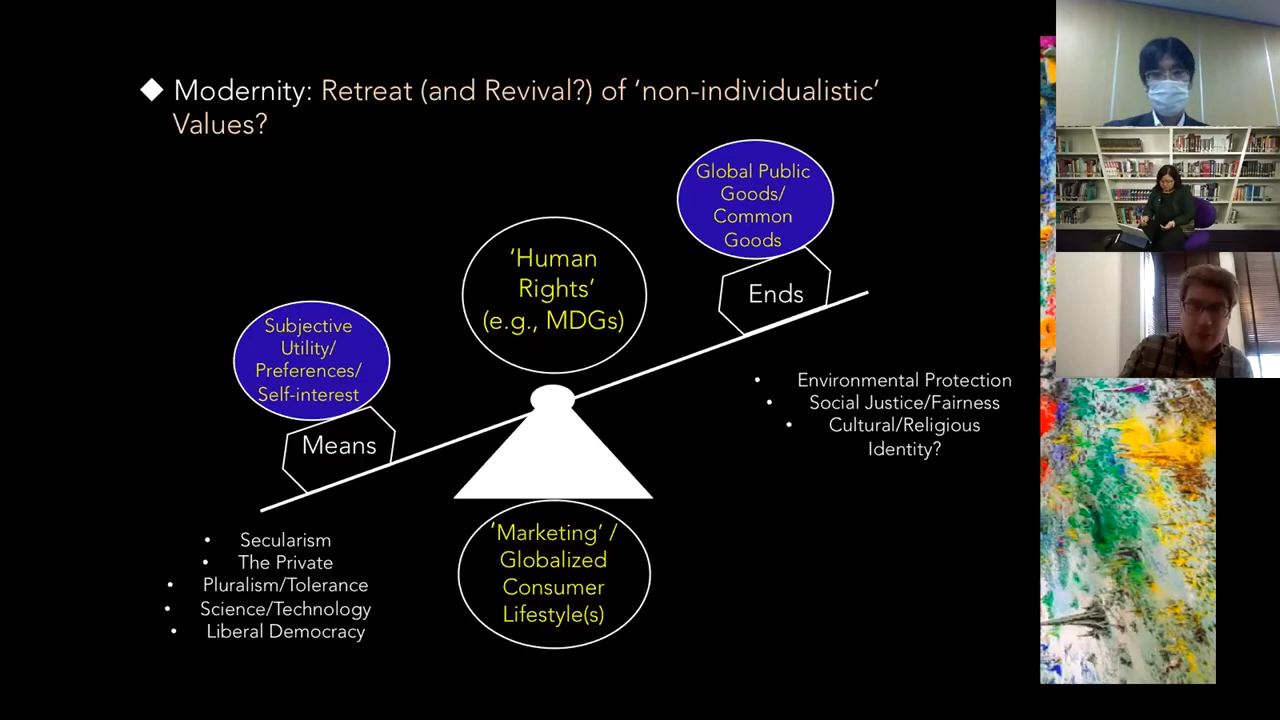 ◆ Modernity: Retreat (and Revival?) of ‘non-individualistic’
Values?
Global Public
Goods/
Common
Goods
Ends
‘Human
Rights’
(e.g., MDGs)
Subjective
Utility/
Preferences/
Self-interest
Means
• Environmental Protection
• Social Justice/Fairness
• Cultural/Religious
Identity?
‘Marketing’ /
Globalized
Consumer
Lifestyle(s)
• Secularism
• The Private
• Pluralism/Tolerance
• Science/Technology
• Liberal Democracy